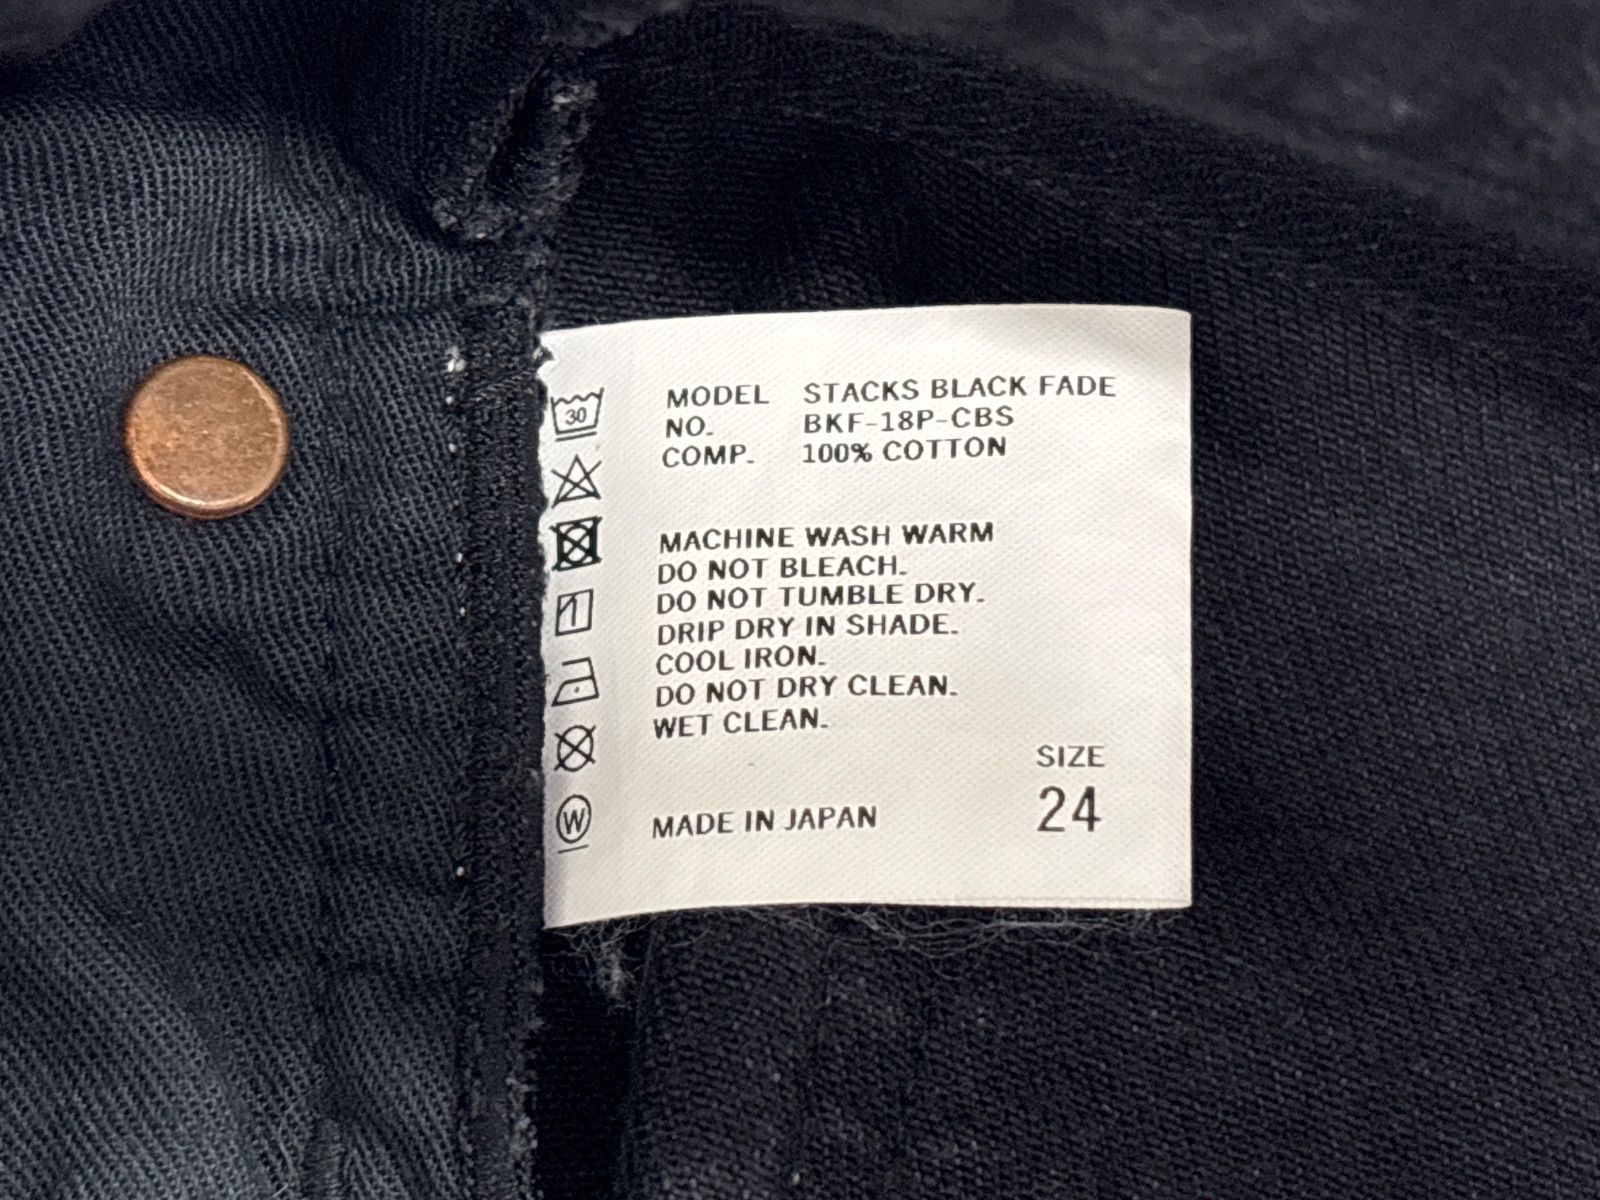 MODEL STACKS BLACK FADE
NO. BKF-18P-CBS
COMP. 100% COTTON
30
MACHINE WASH WARM
DO NOT BLEACH.
DO NOT TUMBLE DRY.
DRIP DRY IN SHADE.
COOL IRON.
DO NOT DRY CLEAN.
WET CLEAN.
W
SIZE
24
MADE IN JAPAN